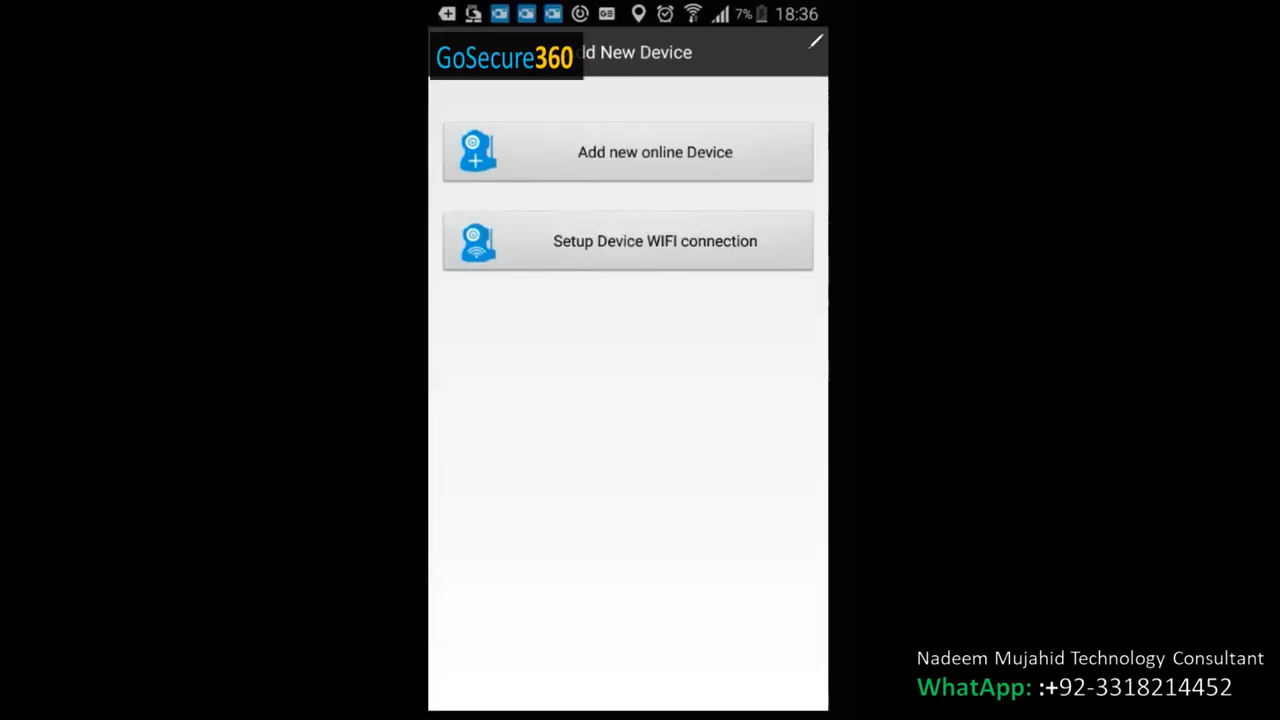 7% 18:36
GoSecure360
dd New Device
Add new online Device
Setup Device WIFI connection
Nadeem Mujahid Technology Consultant
WhatApp: :+92-3318214452